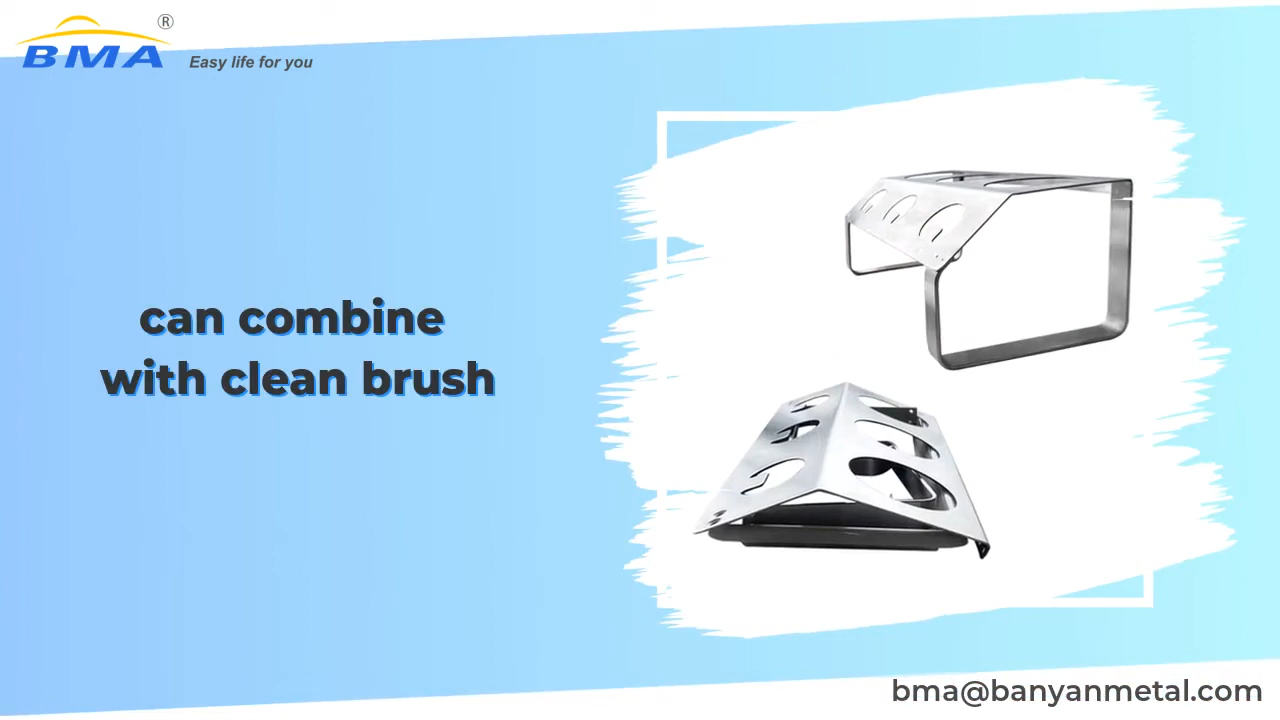 BMA®
Easy life for you
can combine
with clean brush
bma@banyanmetal.com